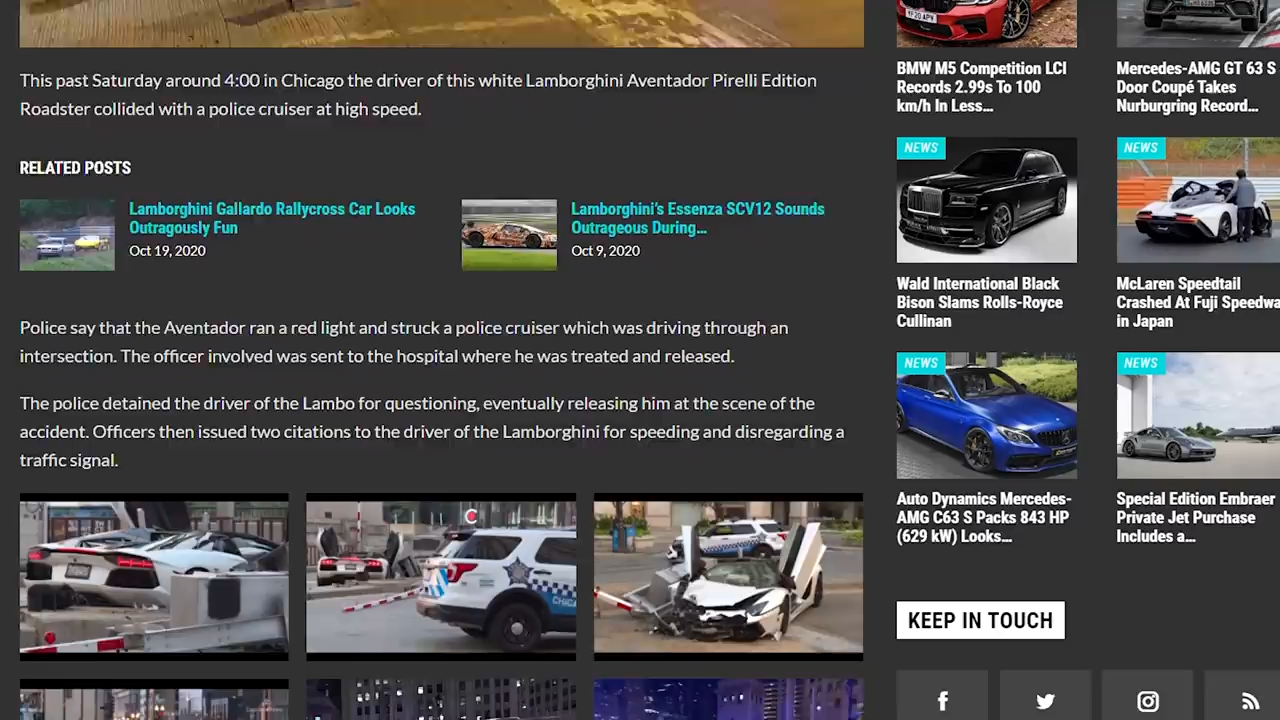 This past Saturday around 4:00 in Chicago the driver of this white Lamborghini Aventador Pirelli Edition
Roadster collided with a police cruiser at high speed.
RELATED POSTS
Lamborghini Gallardo Rallycross Car Looks
Outragously Fun
Oct 19, 2020
Lamborghini's Essenza SCV12 Sounds
Outrageous During...
Oct 9, 2020
Police say that the Aventador ran a red light and struck a police cruiser which was driving through an
intersection. The officer involved was sent to the hospital where he was treated and released.
The police detained the driver of the Lambo for questioning, eventually releasing him at the scene of the
accident. Officers then issued two citations to the driver of the Lamborghini for speeding and disregarding a
traffic signal.
BMW M5 Competition LCI
Records 2.99s To 100
km/h In Less...
Mercedes-AMG GT 63 S
Door Coupé Takes
Nurburgring Record...
NEWS
Wald International Black
Bison Slams Rolls-Royce
Cullinan
NEWS
McLaren Speedtail
Crashed At Fuji Speedwa
in Japan
NEWS
Auto Dynamics Mercedes-
AMG C63 S Packs 843 HP
(629 kW) Looks...
NEWS
Special Edition Embraer
Private Jet Purchase
Includes a...
KEEP IN TOUCH